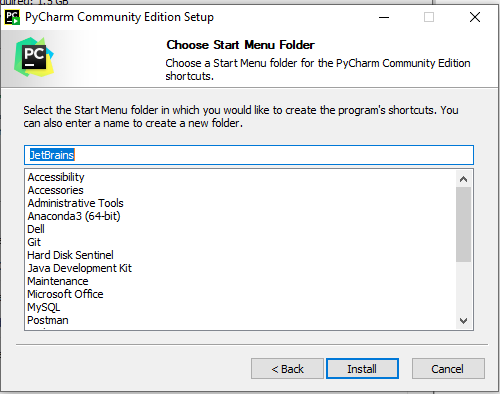 quired: 1.5 GB
PyCharm Community Edition Setup
PC
Choose Start Menu Folder
Choose a Start Menu folder for the PyCharm Community Edition
shortcuts.
Select the Start Menu folder in which you would like to create the program's shortcuts. You
can also enter a name to create a new folder.
JetBrains
Accessibility
Accessories
Administrative Tools
Anaconda3 (64-bit)
Dell
Git
Hard Disk Sentinel
Java Development Kit
Maintenance
Microsoft Office
MySQL
Postman
< Back
Install
Cancel